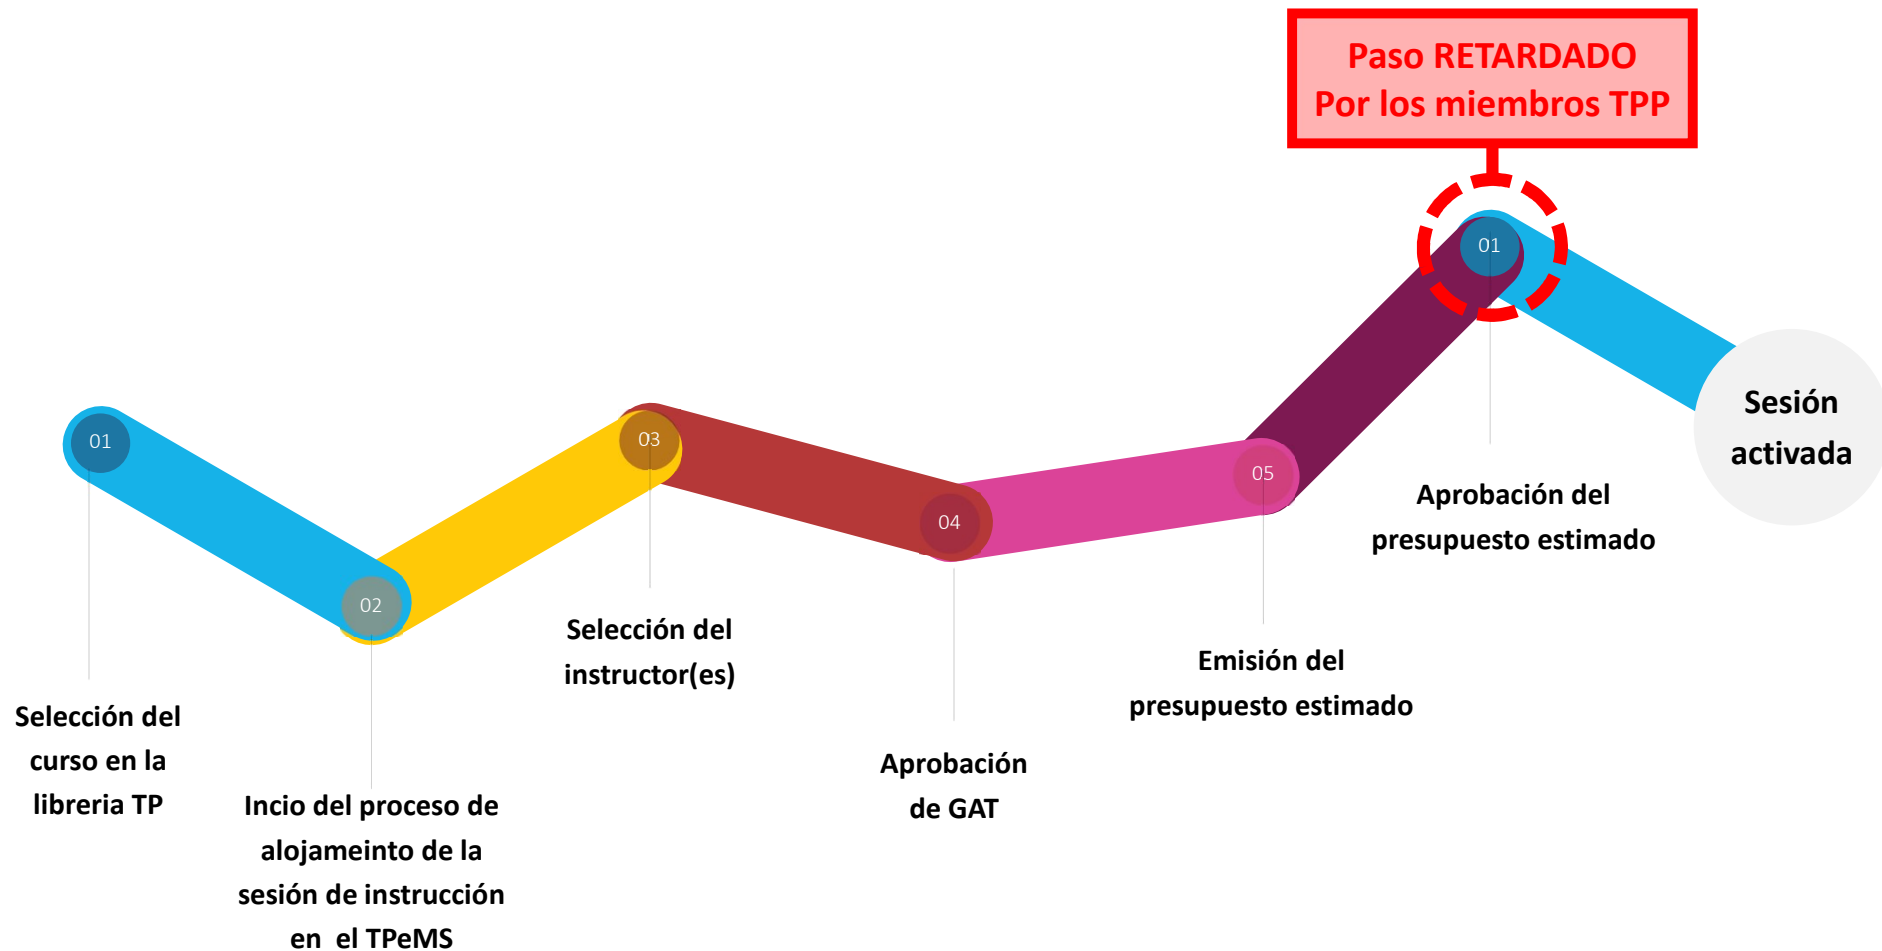 Paso RETARDADO
Por los miembros TPP
01
02
03
04
05
01
Selección del
curso en la
libreria TP
Incio del proceso de
alojameinto de la
sesión de instrucción
en el TPeMS
Selección del
instructor(es)
Aprobación
de GAT
Emisión del
presupuesto estimado
Aprobación del
presupuesto estimado
Sesión
activada